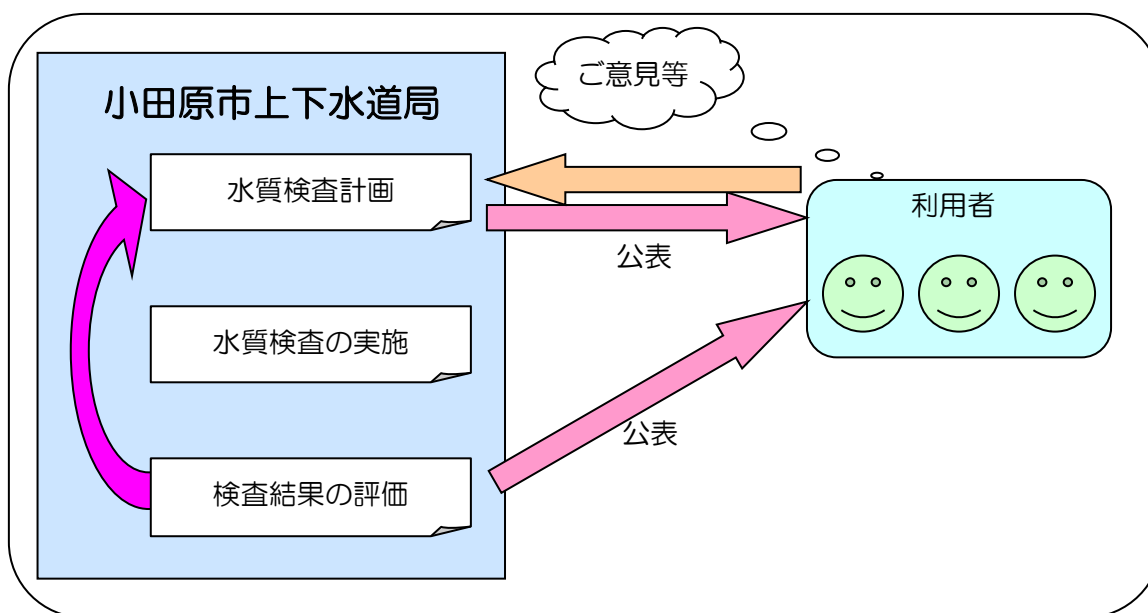 ご意見等
小田原市上下水道局
水質検査計画
利用者
公表
水質検査の実施
公表
検査結果の評価